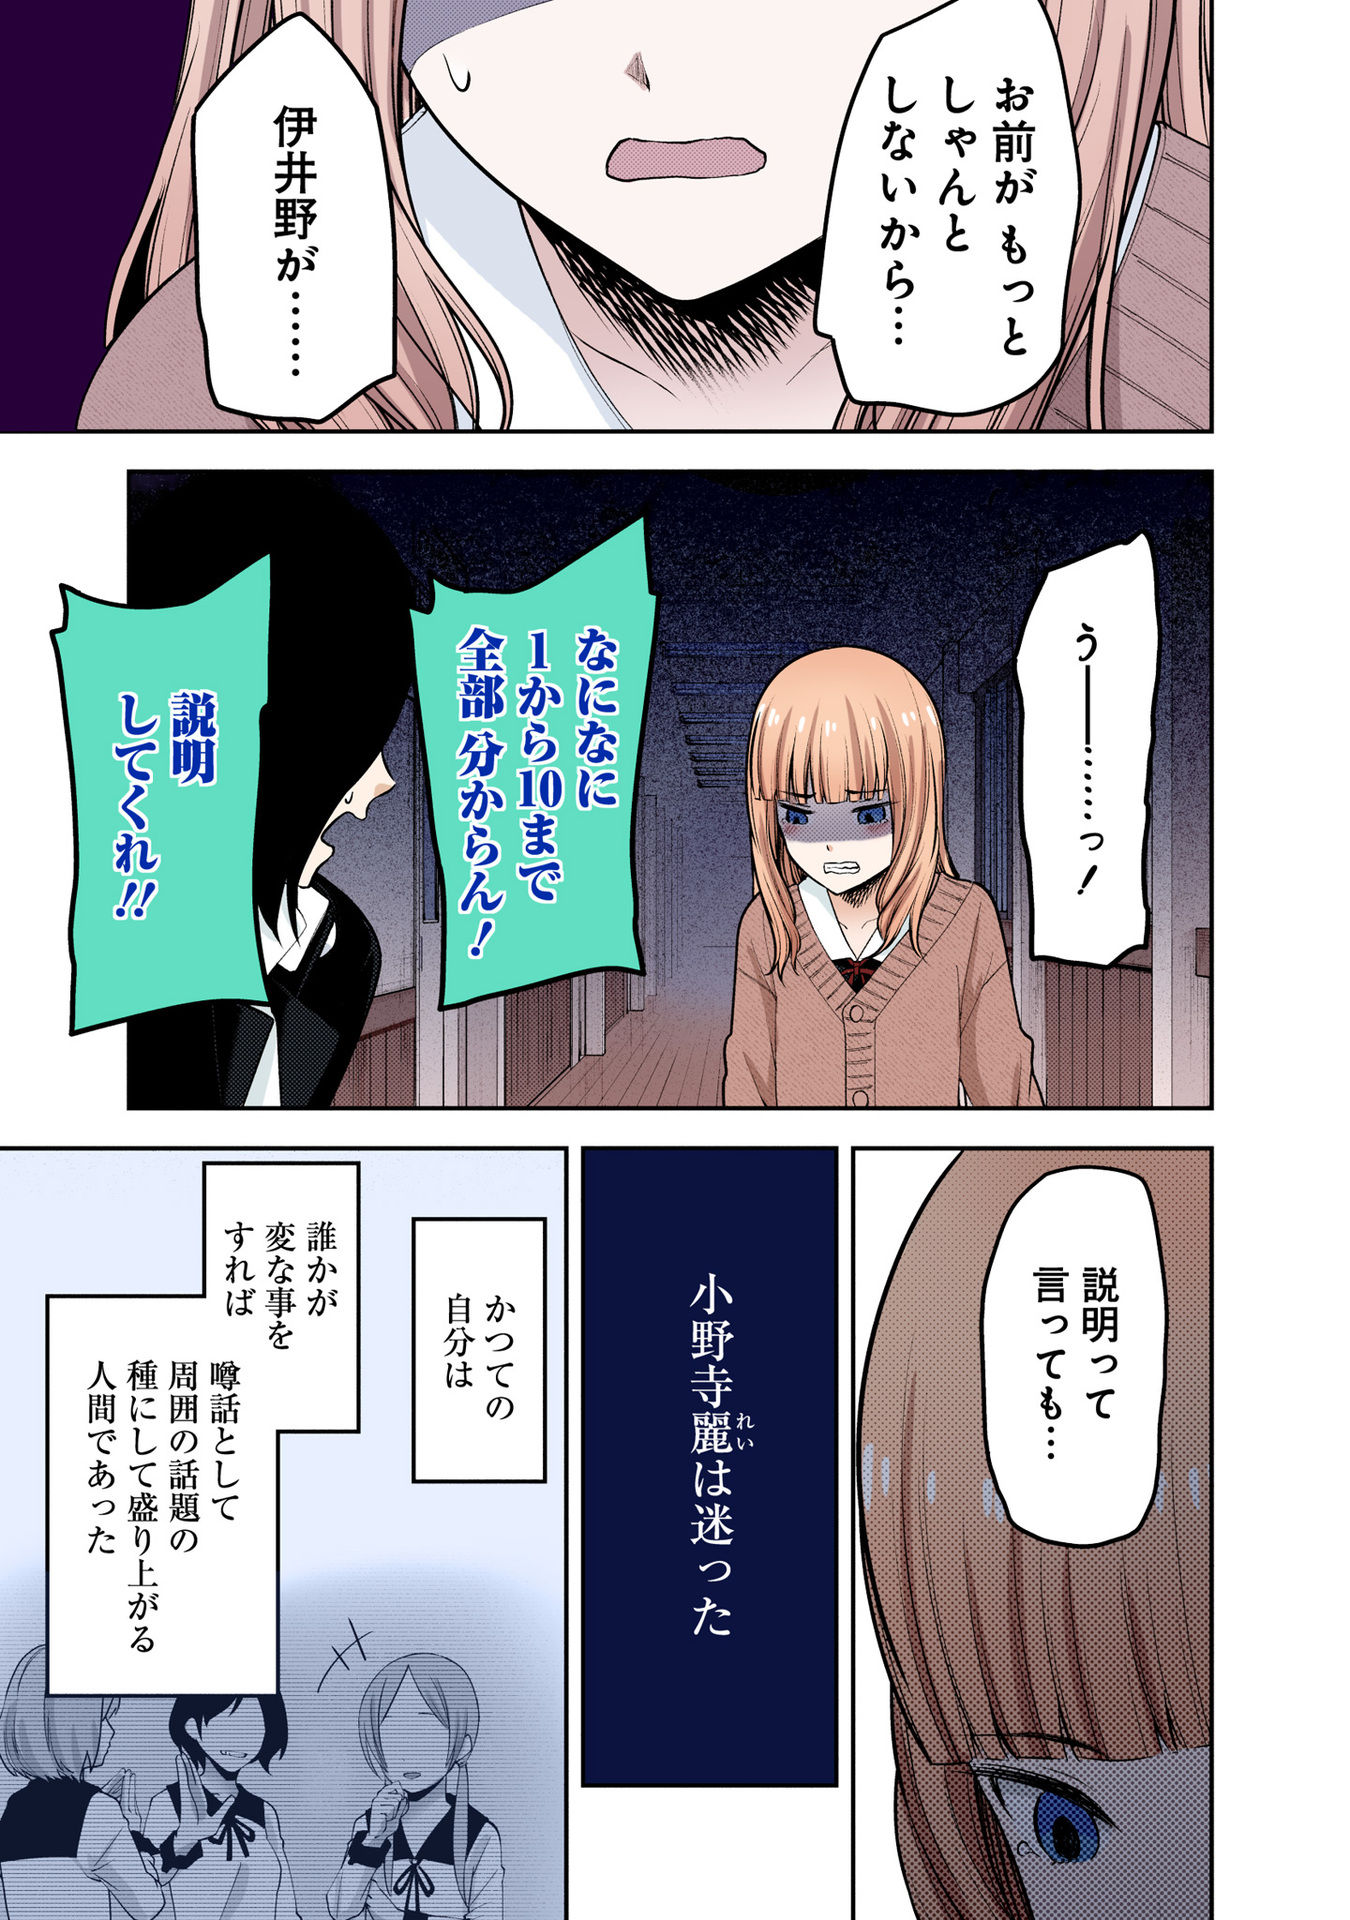 お前が もっと
しゃんと
しないから…
伊井野が……
うー……っ！
なになに
1から10まで
全部 分からん！
説明
してくれ!!
説明って
言っても…
小野寺麗は迷った
れい
かつての
自分は
誰かが
変な事を
すれば
噂話として
周囲の話題の
種にして盛り上がる
人間であった